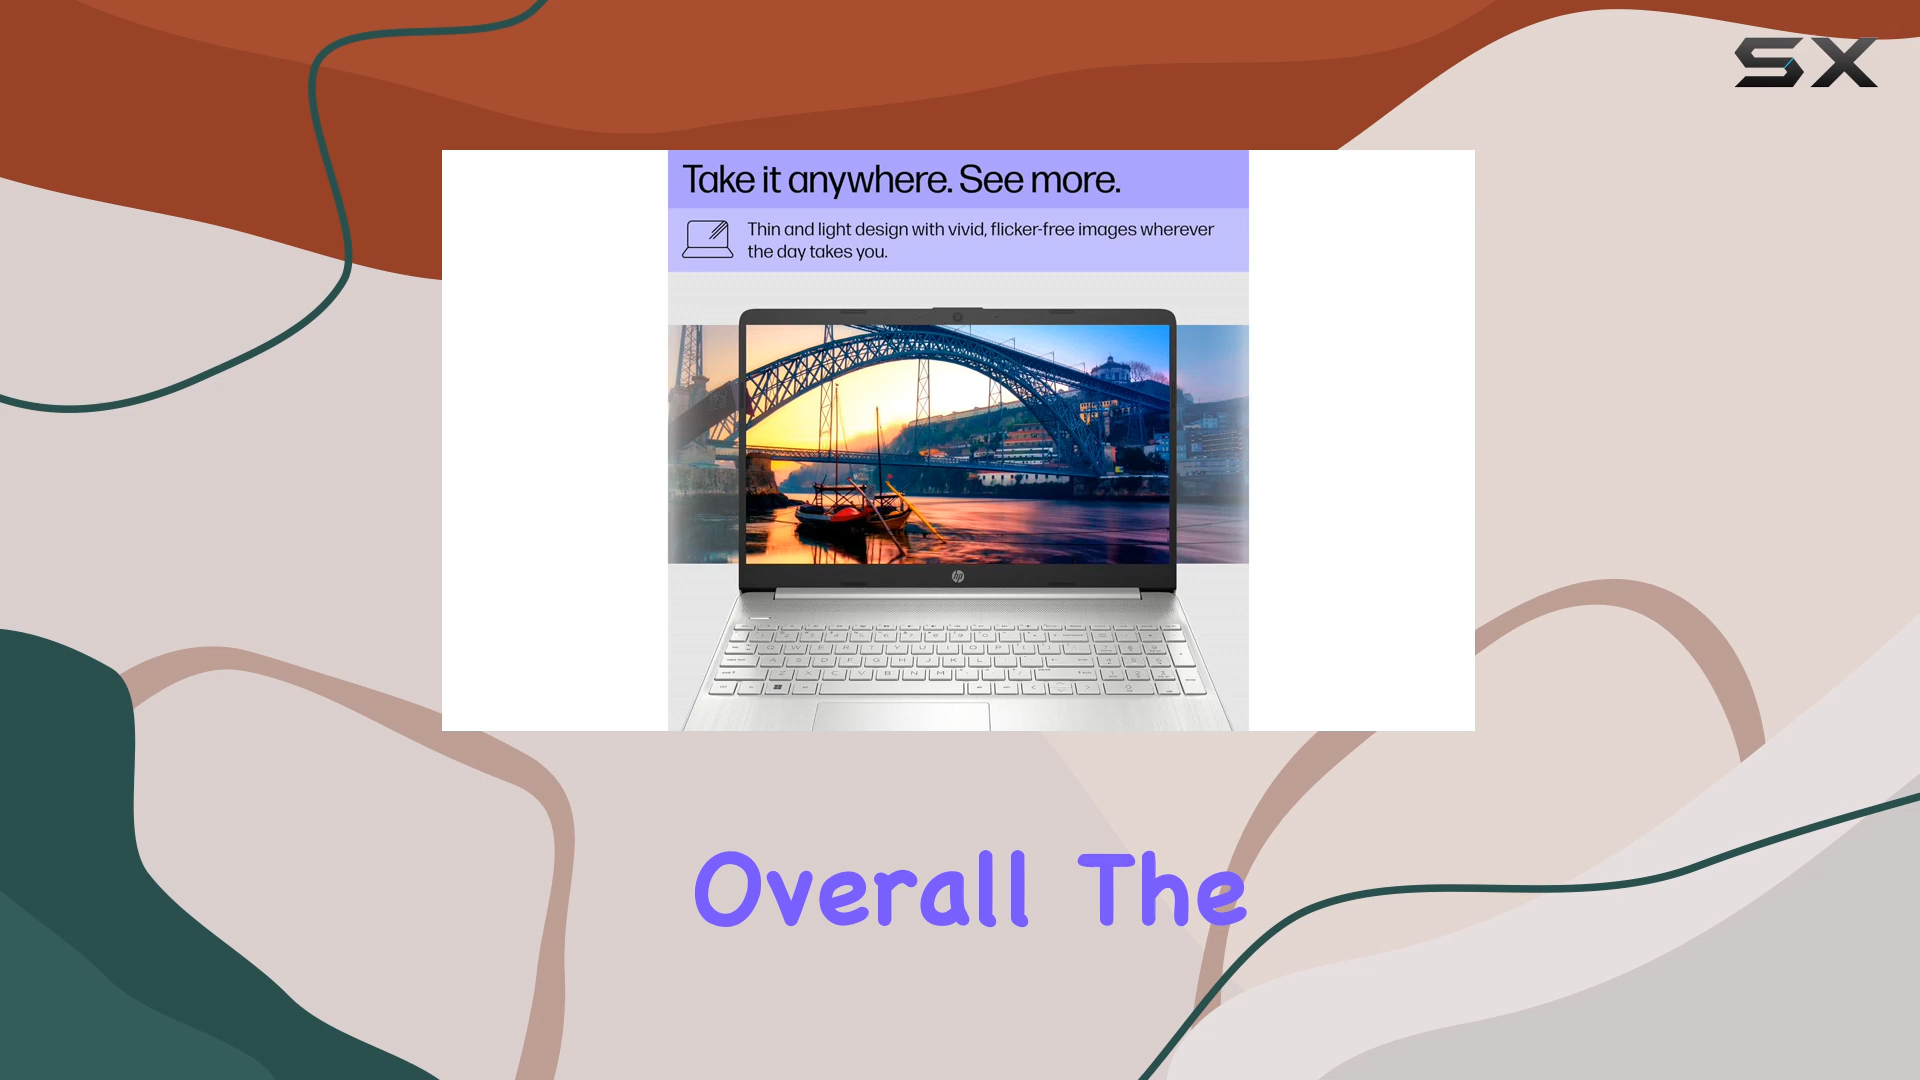 SX
Take it anywhere. See more.
Thin and light design with vivid, flicker-free images wherever
the day takes you.
hp
Q W E R T Y U I O P
A S D F G H J K L
Z X C V B N M
Overall The